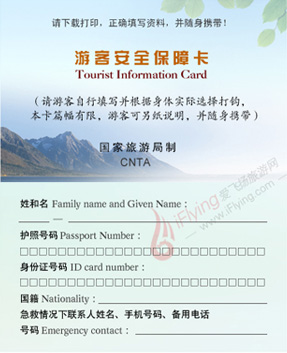 请下载打印，正确填写资料，并随身携带！
游客安全保障卡
Tourist Information Card
（请游客自行填写并根据身体实际选择打钩，
本卡篇幅有限，游客可另纸说明，并随身携带）
国家旅游局制
CNTA
姓和名 Family name and Given Name：
iFlying 爱飞扬旅游网
www.iFlying.com
护照号码 Passport Number：
□□□□□□□□□□□□□□□□□□□□□□
身份证号码 ID card number：
□□□□□□□□□□□□□□□□□□□□□□
国籍 Nationality：
急救情况下联系人姓名、手机号码、备用电话
号码 Emergency contact：